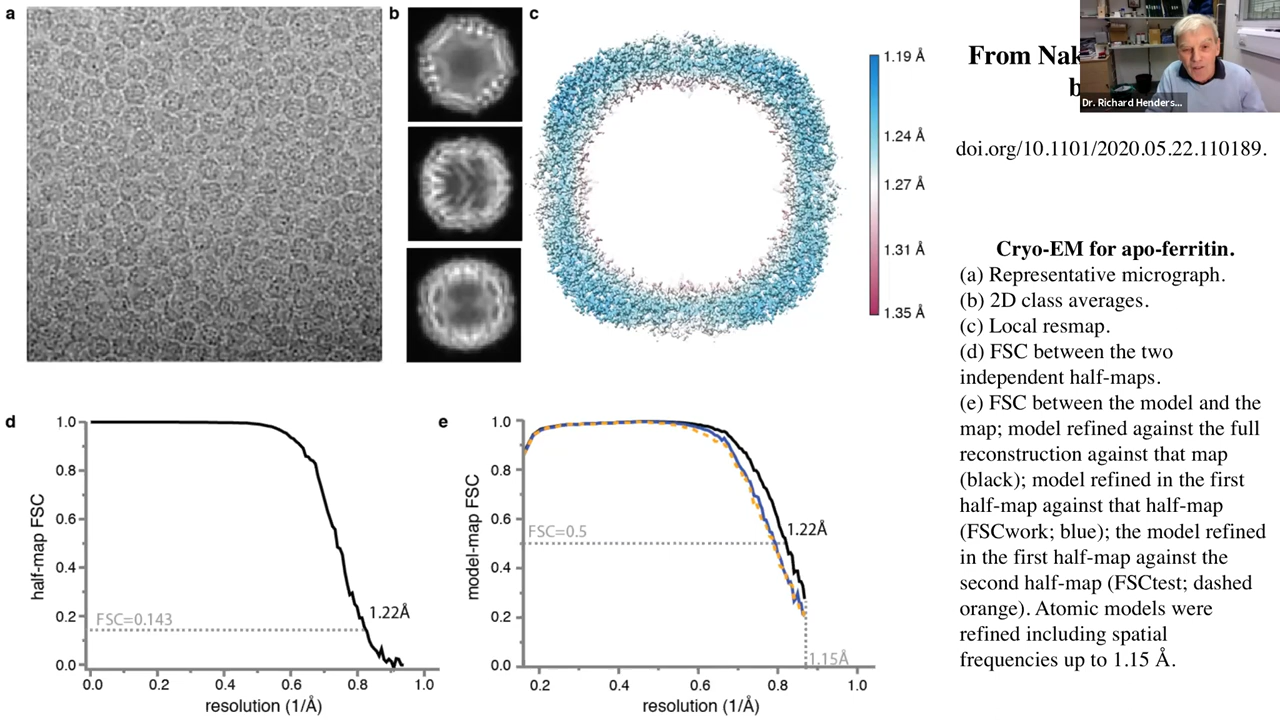 a
b
c
1.19 Å
1.24 Å
1.27 Å
1.31 Å
1.35 Å
From Nak
b
Dr. Richard Henders...
doi.org/10.1101/2020.05.22.110189.
Cryo-EM for apo-ferritin.
(a) Representative micrograph.
(b) 2D class averages.
(c) Local resmap.
(d) FSC between the two
independent half-maps.
(e) FSC between the model and the
map; model refined against the full
reconstruction against that map
(black); model refined in the first
half-map against that half-map
(FSCwork; blue); the model refined
in the first half-map against the
second half-map (FSCtest; dashed
orange). Atomic models were
refined including spatial
frequencies up to 1.15 Å.
d
half-map FSC
1.0
0.8
0.6
0.4
0.2
0.0
FSC=0.143
1.22Å
0.0 0.2 0.4 0.6 0.8 1.0
resolution (1/Å)
e
model-map FSC
1.0
0.8
0.6
0.4
0.2
0.0
FSC=0.5
1.22Å
1.15Å
0.2 0.4 0.6 0.8 1.0
resolution (1/Å)